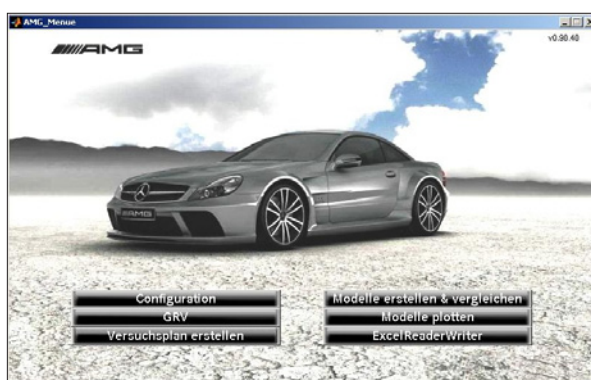 AMG_Menue
v0.90.40
AMG
AMG
Configuration
GRV
Versuchsplan erstellen
Modelle erstellen & vergleichen
Modelle plotten
ExcelReaderWriter